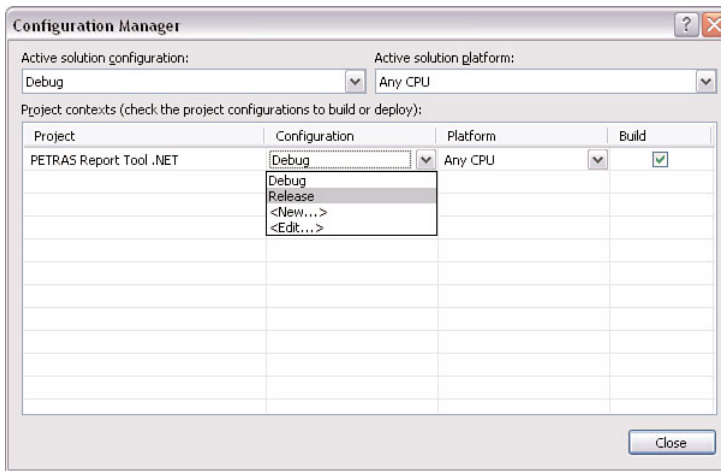 Configuration Manager
Active solution configuration: Active solution platform:
Debug Any CPU
Project contexts (check the project configurations to build or deploy):
Project Configuration Platform Build
PETRAS Report Tool .NET Debug Any CPU
Debug
Release
<New...>
<Edit...>
Close